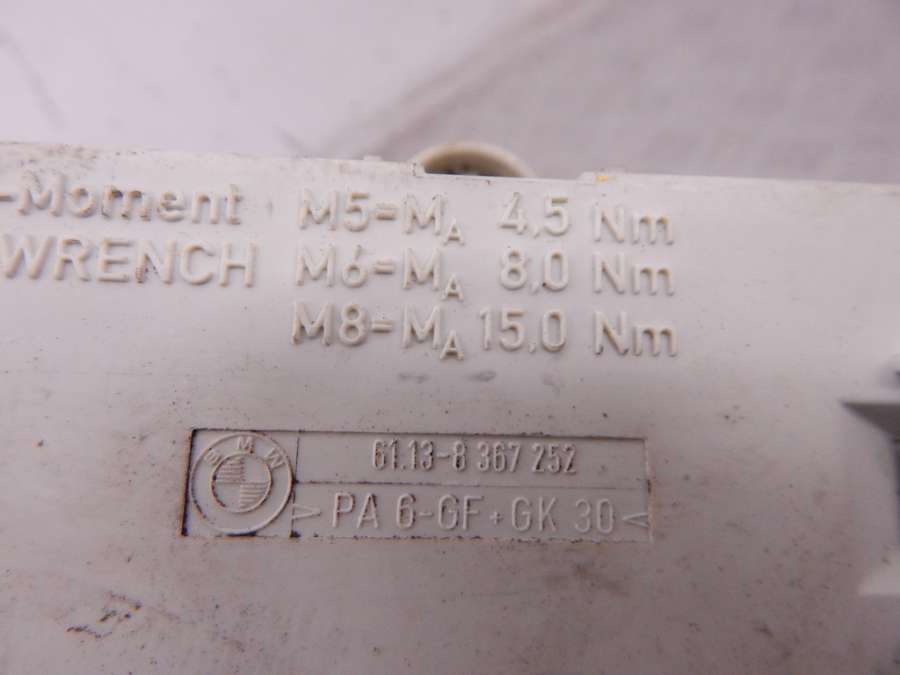 -Moment M5=MA 4,5 Nm
WRENCH M6=MA 8,0 Nm
M8=MA 15,0 Nm
BMW
61.13-8 367 252
>PA 6-GF+GK 30<